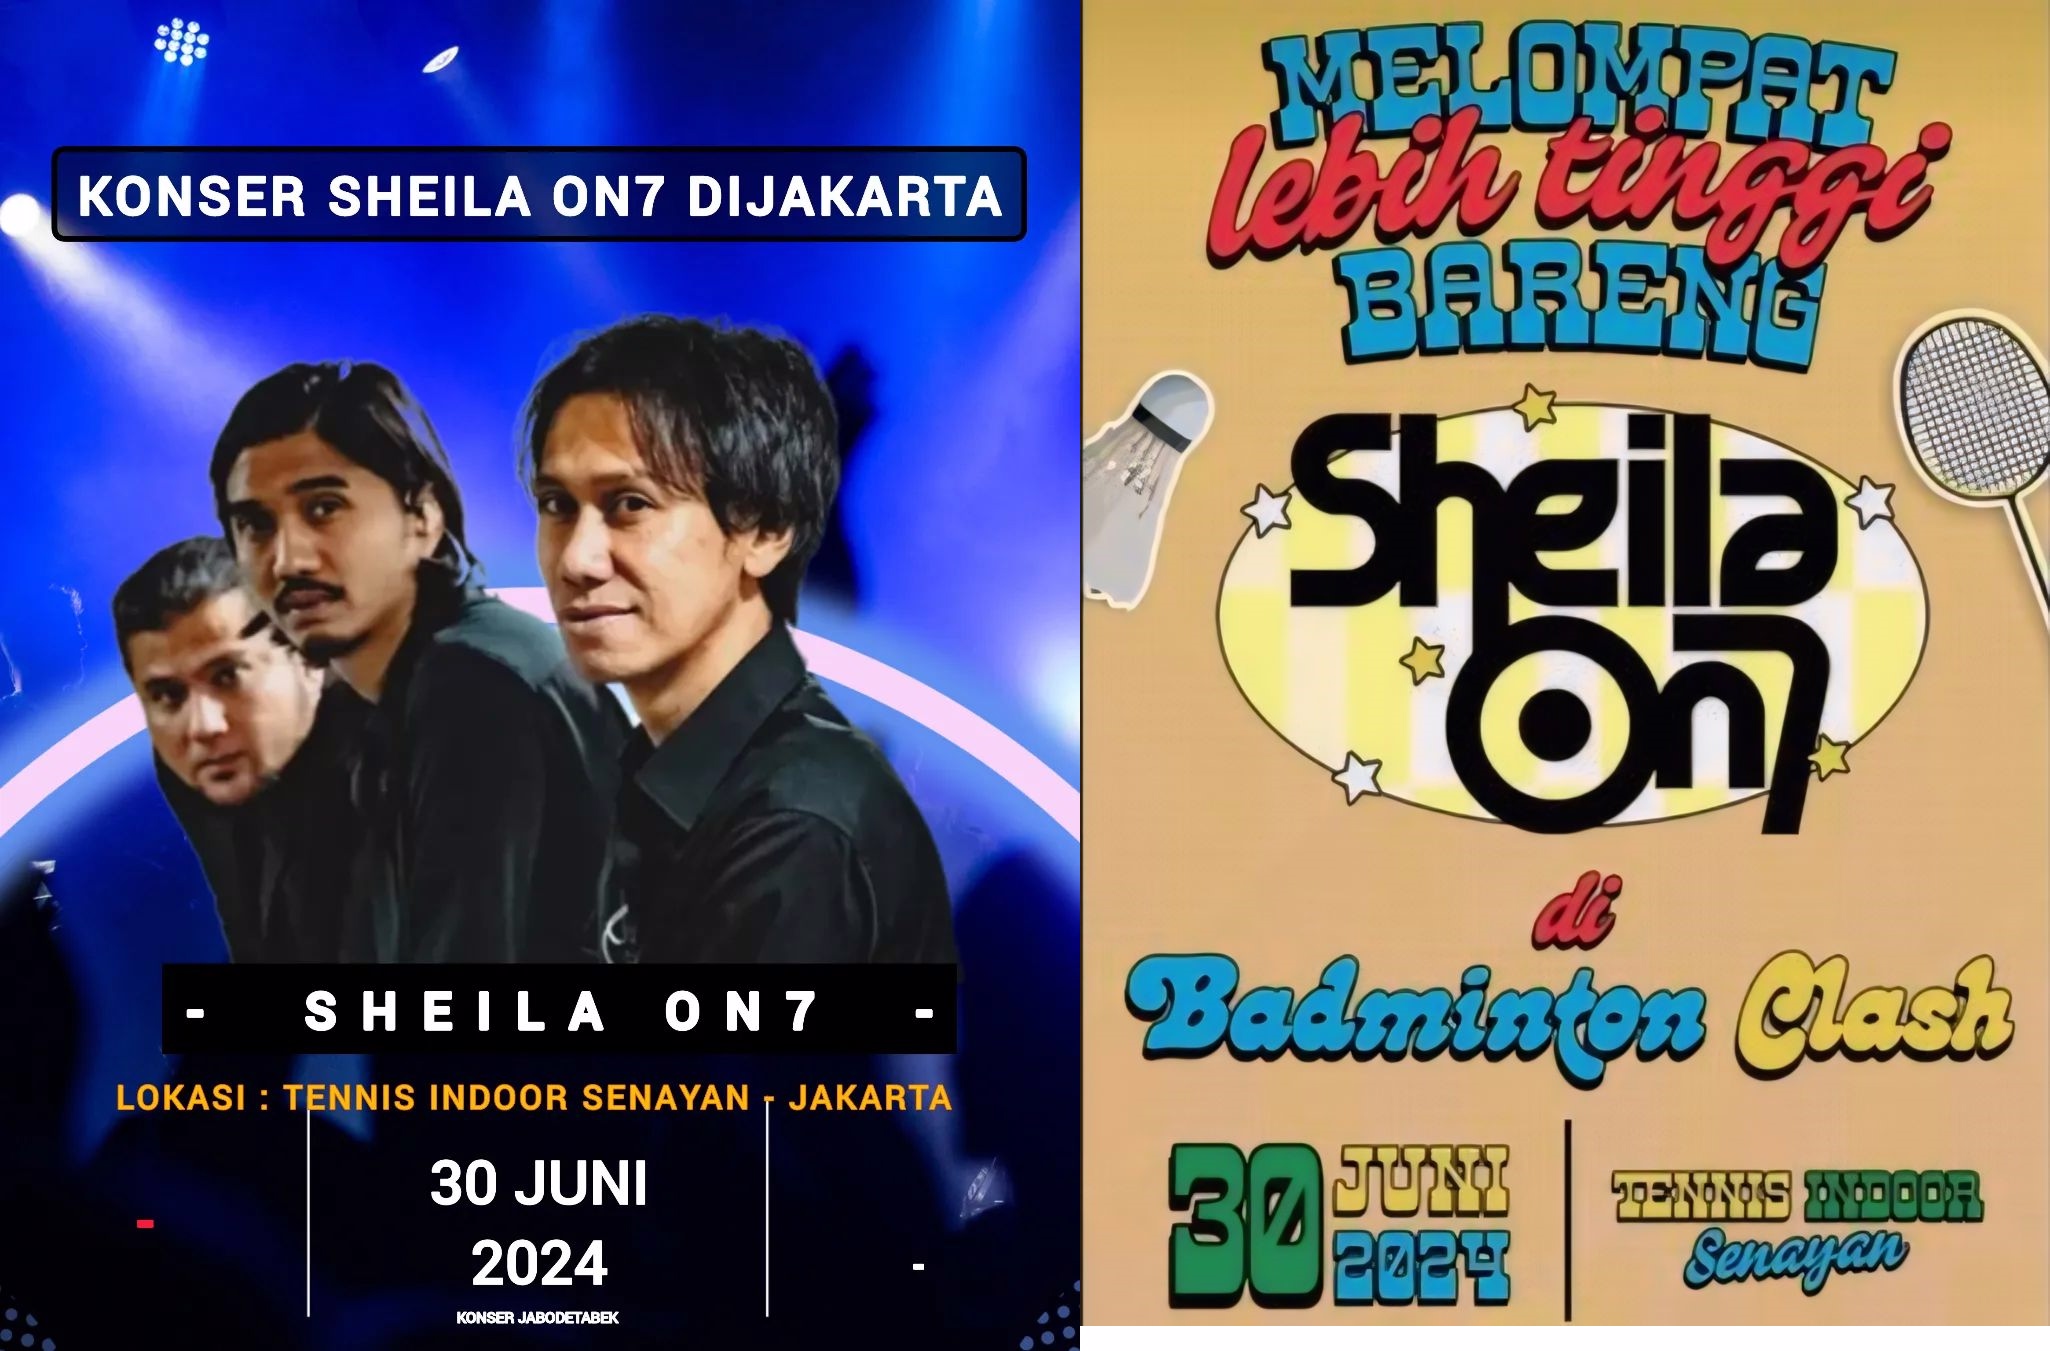 KONSER SHEILA ON7 DIJAKARTA
- SHEILA ON7 -
LOKASI : TENNIS INDOOR SENAYAN - JAKARTA
30 JUNI
2024
KONSER JABODETABEK
MELOMPAT
lebih tinggi
BARENG
Sheila
On7
di
Badminton Clash
30 JUNI
2024
TENNIS INDOOR
Senayan